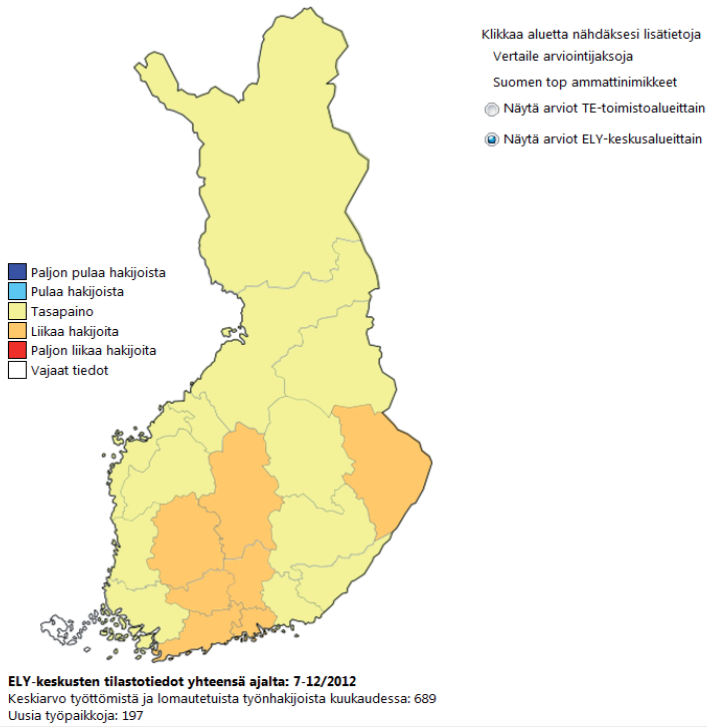 Klikkaa aluetta nähdäksesi lisätietoja
Vertaile arviointijaksoja
Suomen top ammattinimikkeet
Näytä arviot TE-toimistoalueittain
Näytä arviot ELY-keskusalueittain
Paljon pulaa hakijoista
Pulaa hakijoista
Tasapaino
Liikaa hakijoita
Paljon liikaa hakijoita
Vajaat tiedot
ELY-keskusten tilastotiedot yhteensä ajalta: 7-12/2012
Keskiarvo työttömistä ja lomautetuista työnhakijoista kuukaudessa: 689
Uusia työpaikkoja: 197